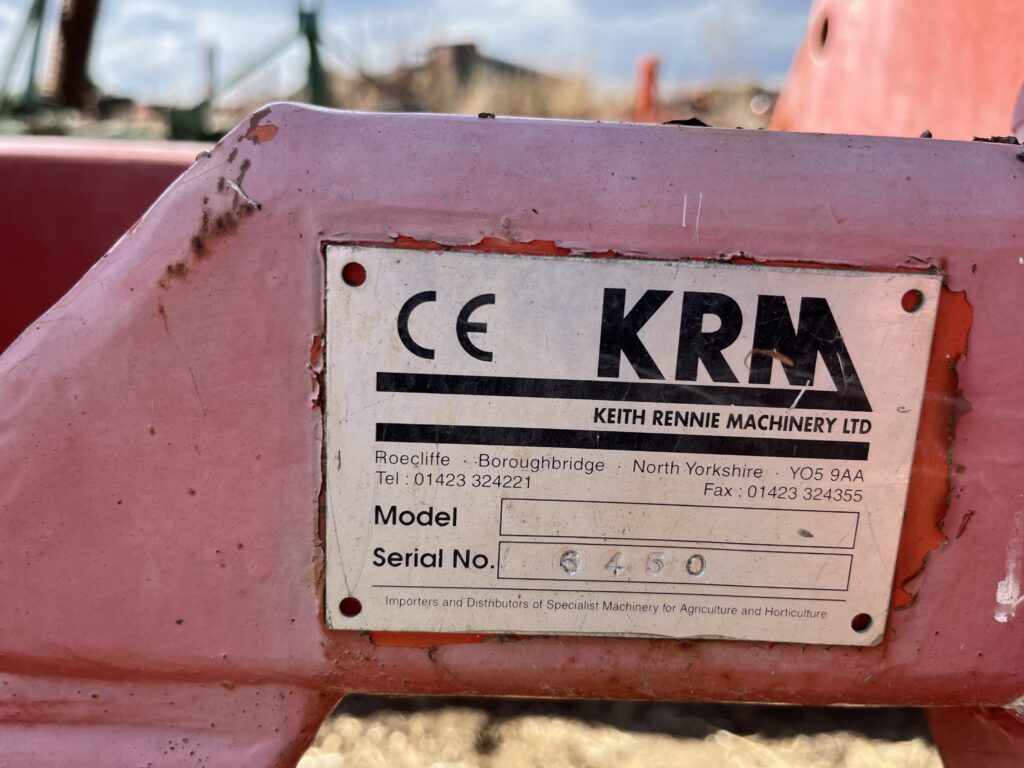 CE KRM
KEITH RENNIE MACHINERY LTD
Roecliffe · Boroughbridge · North Yorkshire · YO5 9AA
Tel : 01423 324221 Fax : 01423 324355
Model
Serial No. 6450
Importers and Distributors of Specialist Machinery for Agriculture and Horticulture